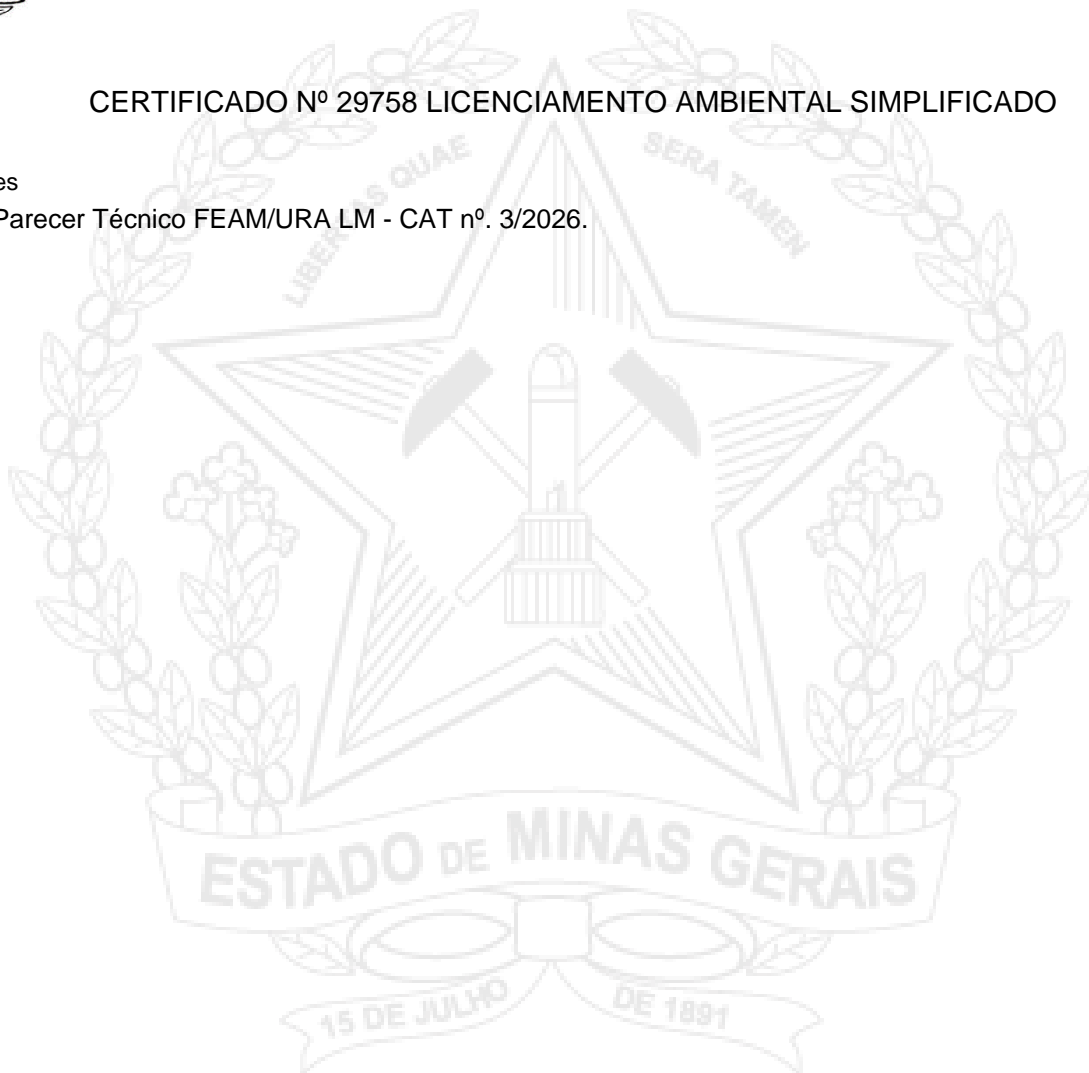 CERTIFICADO Nº 29758 LICENCIAMENTO AMBIENTAL SIMPLIFICADO
es
Parecer Técnico FEAM/URA LM - CAT nº. 3/2026.
LIBERTAS QUAE SERA TAMEN
ESTADO DE MINAS GERAIS
15 DE JULHO DE 1891